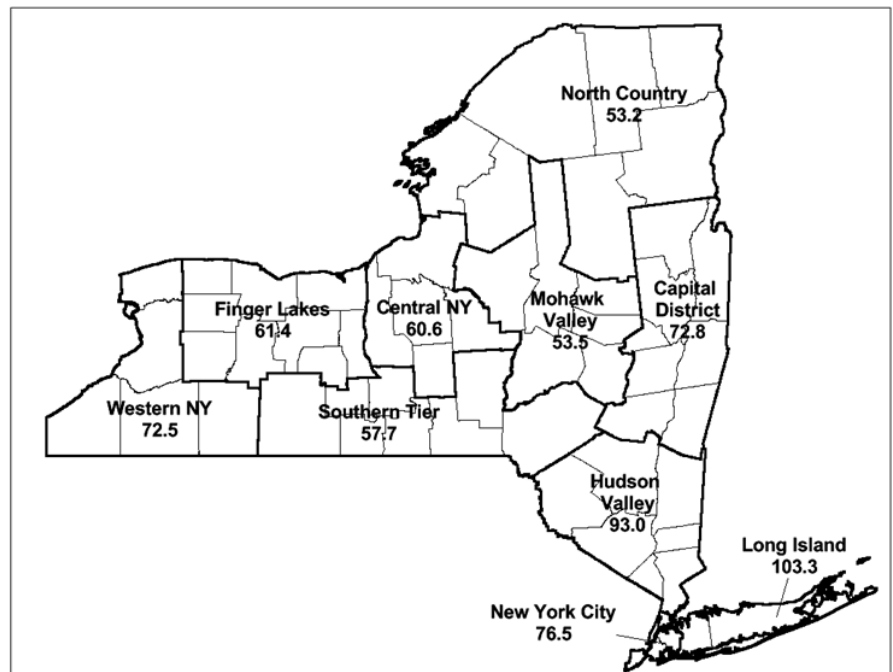 North Country
53.2
Finger Lakes
61.4
Central NY
60.6
Mohawk
Valley
53.5
Capital
District
72.8
Western NY
72.5
Southern Tier
57.7
Hudson
Valley
93.0
Long Island
103.3
New York City
76.5